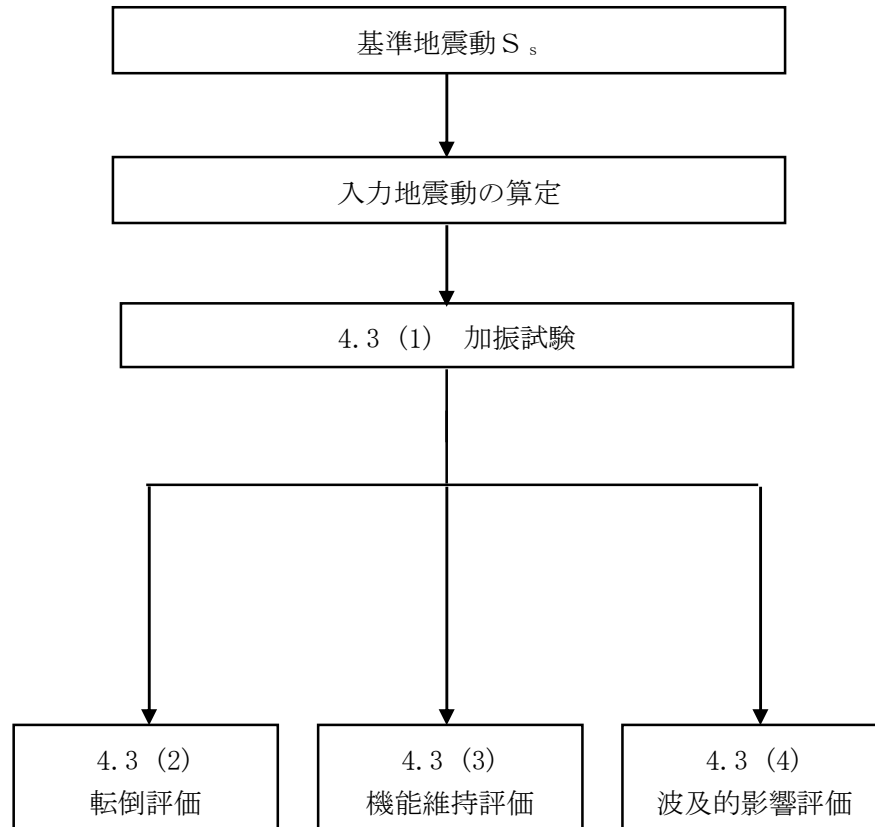 基準地震動Ｓｓ
入力地震動の算定
4.3 (1)　加振試験
4.3 (2)
転倒評価
4.3 (3)
機能維持評価
4.3 (4)
波及的影響評価